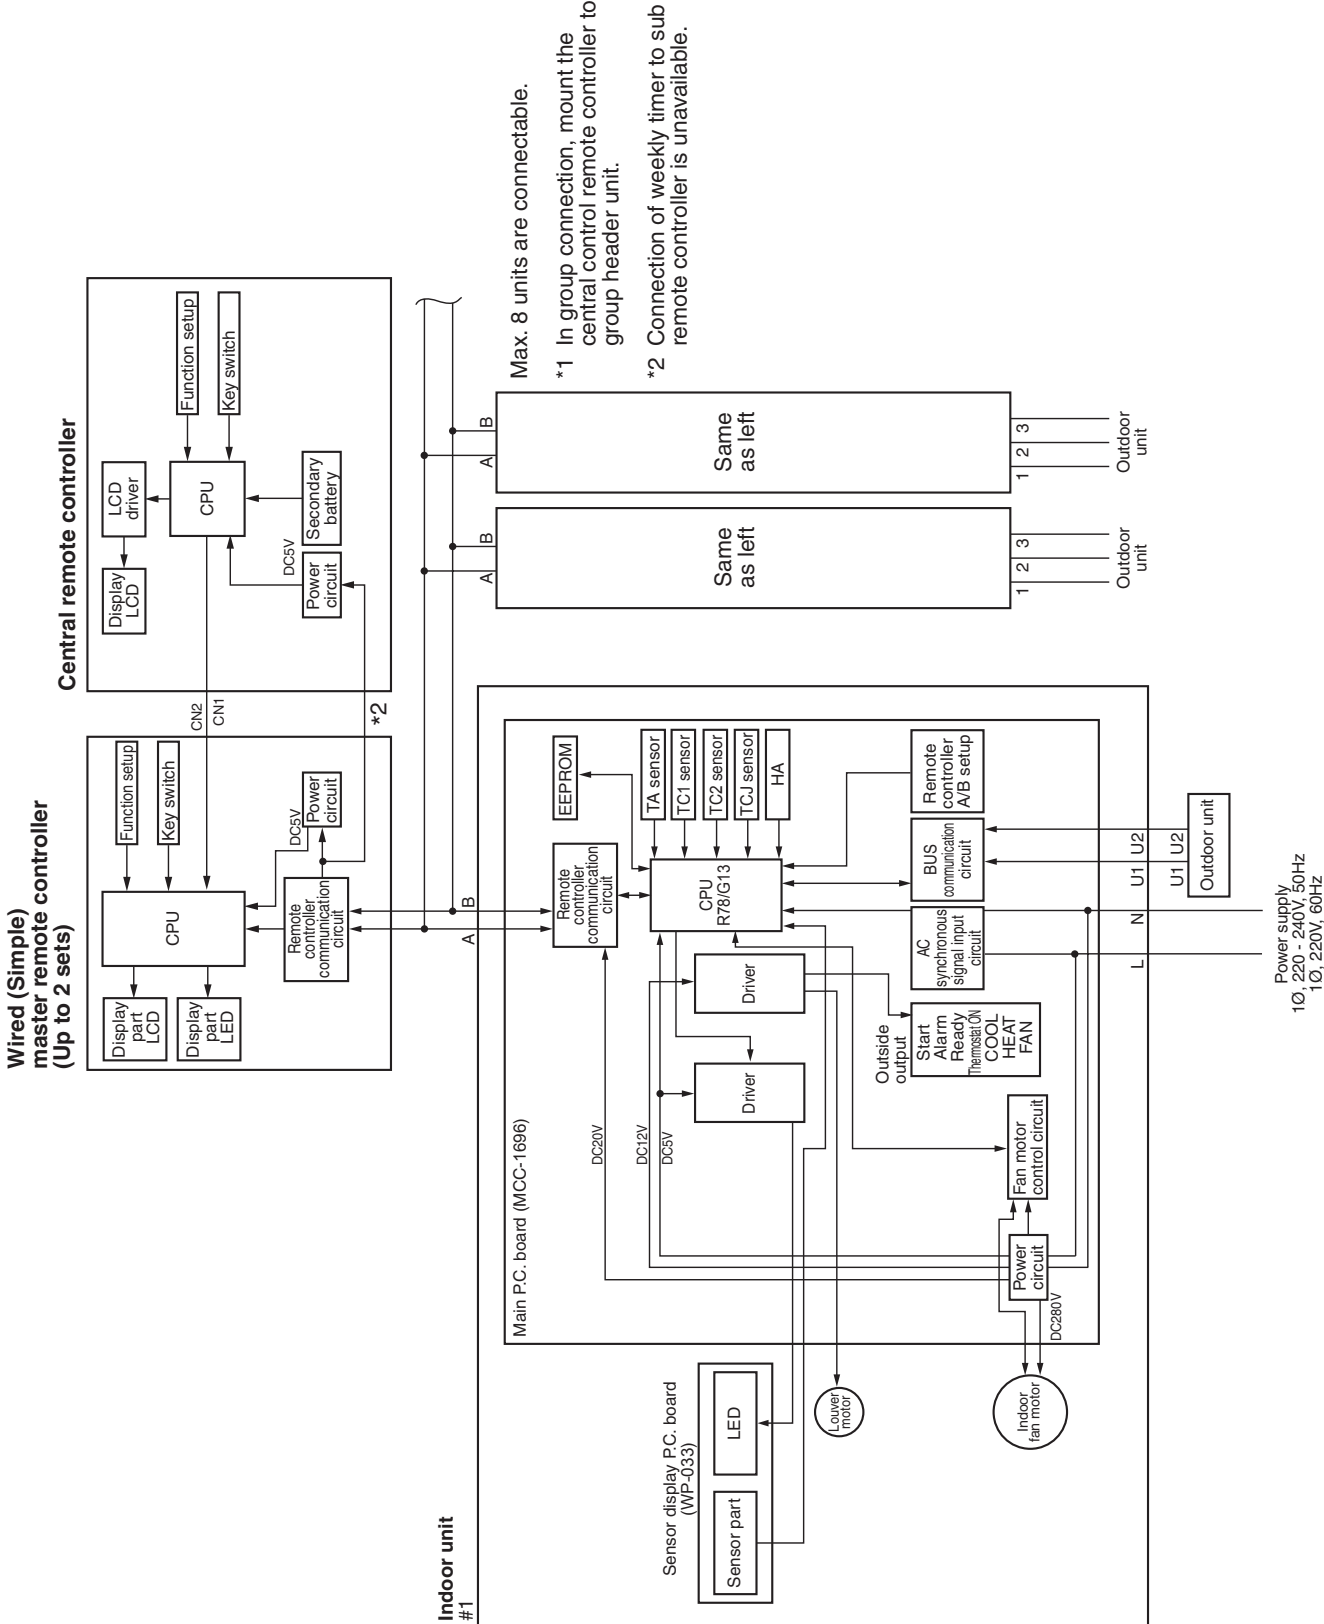 Wired (Simple)
master remote controller
(Up to 2 sets)
Display
part
LCD
Display
part
LED
CPU
Function setup
Key switch
Remote
controller
communication
circuit
DC5V
Power
circuit
CN2
CN1
*2
Central remote controller
Display
LCD
LCD
driver
CPU
Function setup
Key switch
DC5V
Power
circuit
Secondary
battery
Indoor unit
#1
Sensor display P.C. board
(WP-033)
Sensor part
LED
Louver
motor
Indoor
fan motor
Main P.C. board (MCC-1696)
A
B
Remote
controller
communication
circuit
EEPROM
DC20V
DC12V
DC5V
Driver
Driver
CPU
R78/G13
TA sensor
TC1 sensor
TC2 sensor
TCJ sensor
HA
Outside
output
Start
Alarm
Ready
Thermostat ON
COOL
HEAT
FAN
AC
synchronous
signal input
circuit
BUS
communication
circuit
Remote
controller
A/B setup
DC280V
Power
circuit
Fan motor
control circuit
L
N
U1
U2
U1
U2
Outdoor unit
Power supply
1Ø, 220 - 240V, 50Hz
1Ø, 220V, 60Hz
A
B
Same
as left
1
2
3
Outdoor
unit
A
B
Same
as left
1
2
3
Outdoor
unit
Max. 8 units are connectable.
*1 In group connection, mount the
central control remote controller to
group header unit.
*2 Connection of weekly timer to sub
remote controller is unavailable.